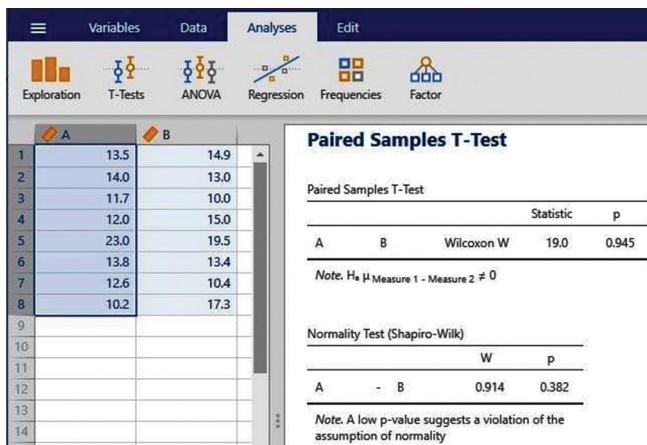 Variables Data Analyses Edit
Exploration T-Tests ANOVA Regression Frequencies Factor
A B
1 13.5 14.9
2 14.0 13.0
3 11.7 10.0
4 12.0 15.0
5 23.0 19.5
6 13.8 13.4
7 12.6 10.4
8 10.2 17.3
9
10
11
12
13
14
Paired Samples T-Test
Paired Samples T-Test
Statistic p
A B Wilcoxon W 19.0 0.945
Note. Hₐ μ Measure 1 - Measure 2 ≠ 0
Normality Test (Shapiro-Wilk)
W p
A - B 0.914 0.382
Note. A low p-value suggests a violation of the
assumption of normality